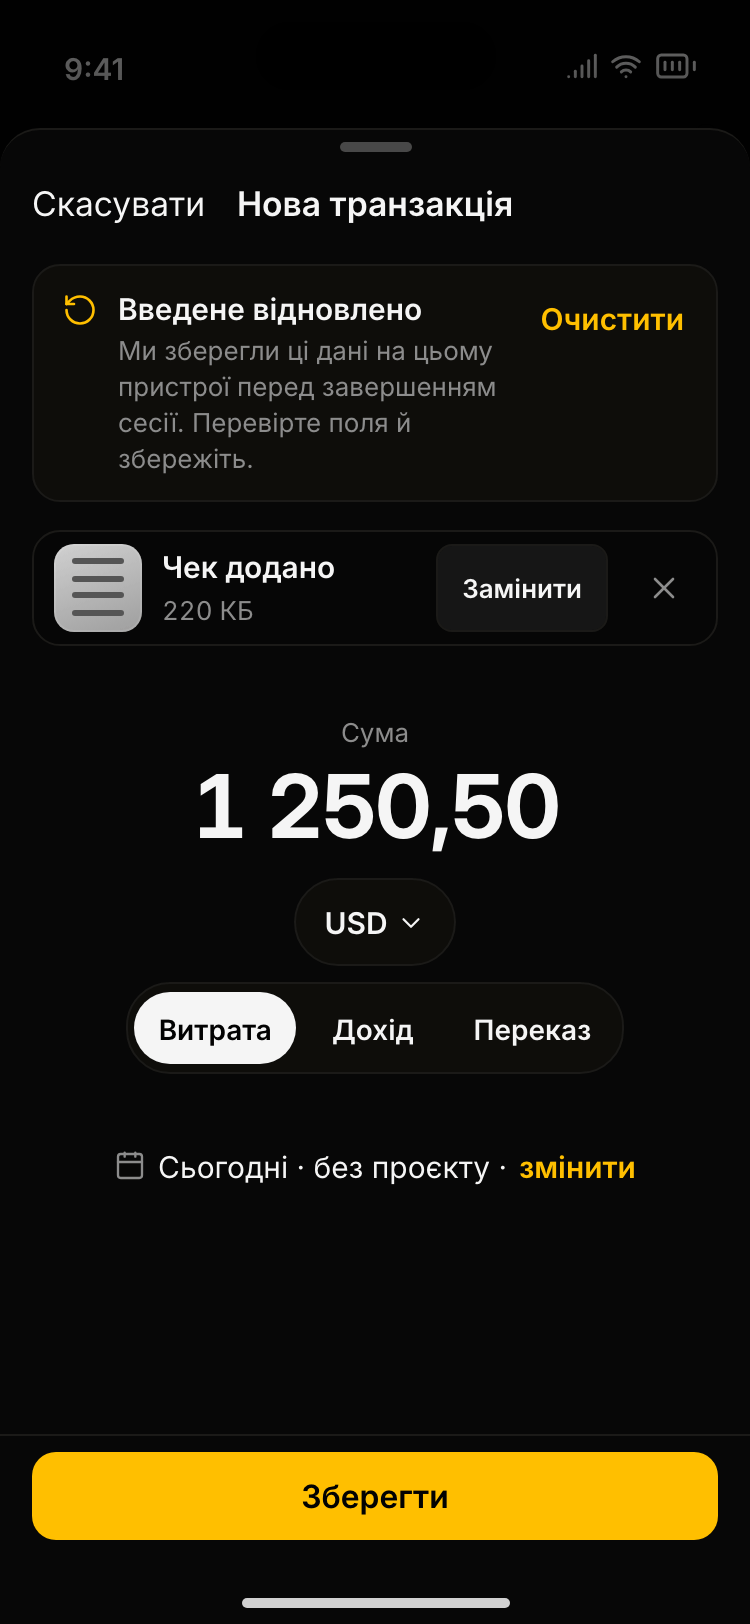 9:41
Скасувати Нова транзакція
Введене відновлено
Очистити
Ми зберегли ці дані на цьому
пристрої перед завершенням
сесії. Перевірте поля й
збережіть.
Чек додано
220 КБ
Замінити
Сума
1 250,50
USD
Витрата Дохід Переказ
Сьогодні · без проєкту · змінити
Зберегти